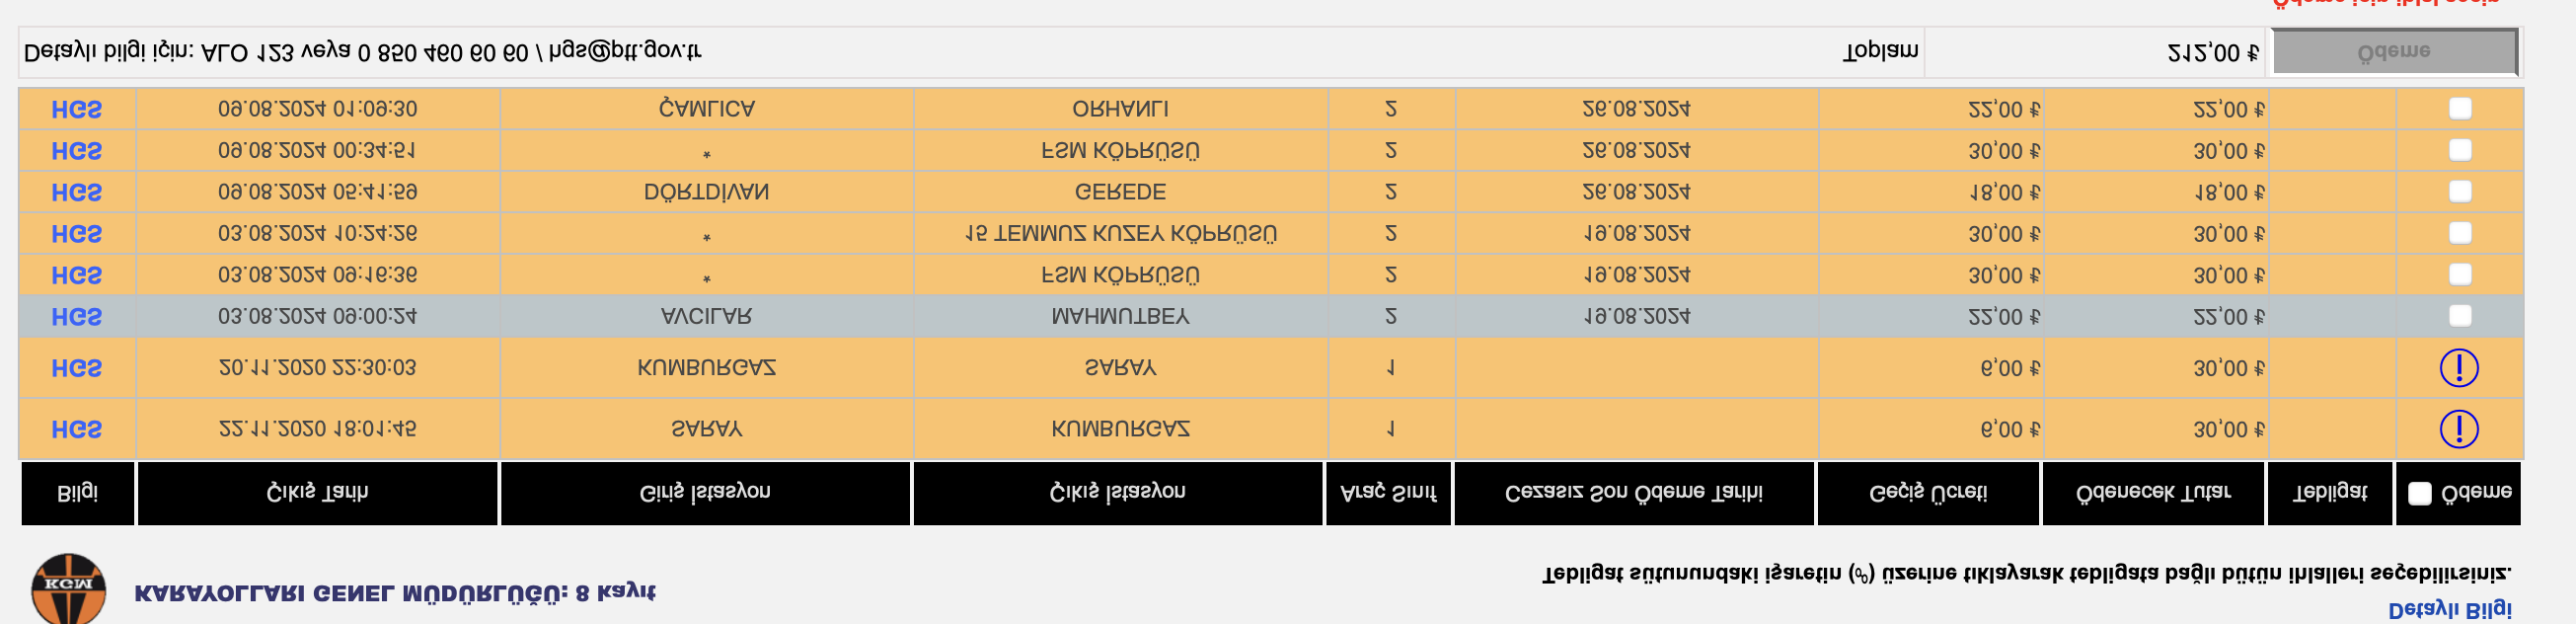 Detaylı Bilgi
KGM
KARAYOLLARI GENEL MÜDÜRLÜĞÜ: 8 kayıt
Tebligat sütunundaki işaretin (☍) üzerine tıklayarak tebligata bağlı bütün ihlalleri seçebilirsiniz.
Bilgi Çıkış Tarih Giriş İstasyon Çıkış İstasyon Araç Sınıf Cezasız Son Ödeme Tarihi Geçiş Ücreti Ödenecek Tutar Tebligat Ödeme
HGS 22.11.2020 18:01:45 SARAY KUMBURGAZ 1 6,00 ₺ 30,00 ₺
HGS 20.11.2020 22:30:03 KUMBURGAZ SARAY 1 6,00 ₺ 30,00 ₺
HGS 03.08.2024 09:00:24 AVCILAR MAHMUTBEY 2 19.08.2024 22,00 ₺ 22,00 ₺
HGS 03.08.2024 09:16:36 * FSM KÖPRÜSÜ 2 19.08.2024 30,00 ₺ 30,00 ₺
HGS 03.08.2024 10:24:26 * 15 TEMMUZ KUZEY KÖPRÜSÜ 2 19.08.2024 30,00 ₺ 30,00 ₺
HGS 09.08.2024 05:41:59 DÖRTDİVAN GEREDE 2 26.08.2024 18,00 ₺ 18,00 ₺
HGS 09.08.2024 00:34:51 * FSM KÖPRÜSÜ 2 26.08.2024 30,00 ₺ 30,00 ₺
HGS 09.08.2024 01:09:30 ÇAMLICA ORHANLI 2 26.08.2024 22,00 ₺ 22,00 ₺
Detaylı bilgi için: ALO 123 veya 0 850 460 60 60 / hgs@ptt.gov.tr Toplam 212,00 ₺ Ödeme